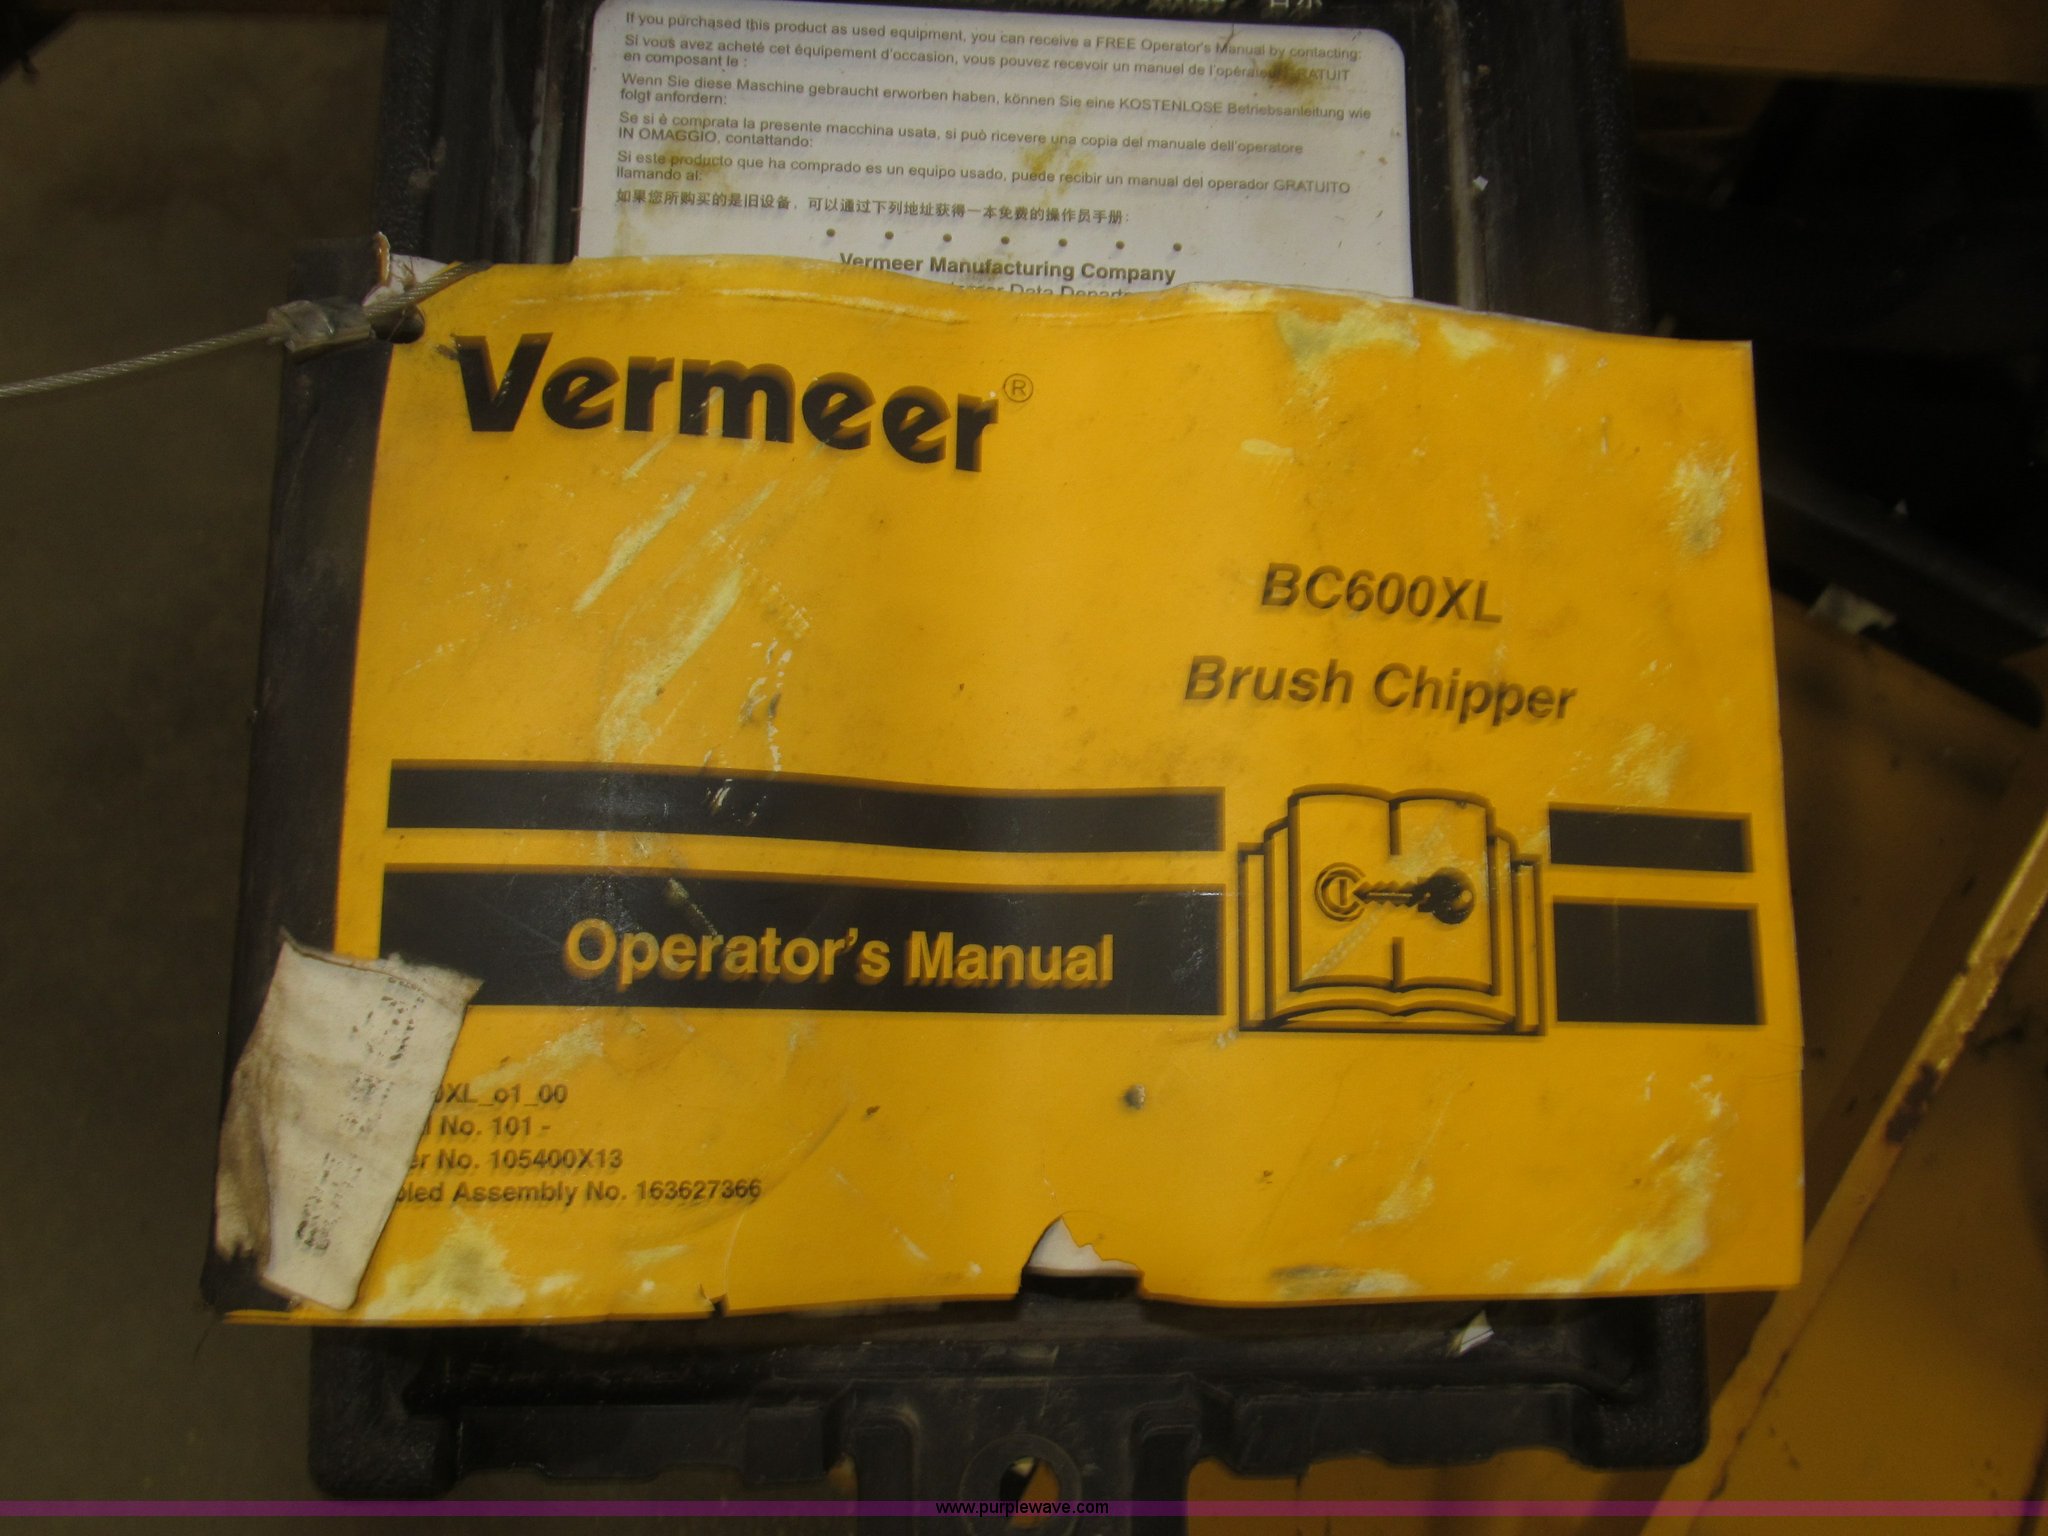 If you purchased this product as used equipment, you can receive a FREE Operator's Manual by contacting:
Si vous avez acheté cet équipement d'occasion, vous pouvez recevoir un manuel de l'opérateur GRATUIT
en composant le :
Wenn Sie diese Maschine gebraucht erworben haben, können Sie eine KOSTENLOSE Betriebsanleitung wie
folgt anfordern:
Se si è comprata la presente macchina usata, si può ricevere una copia del manuale dell'operatore
IN OMAGGIO, contattando:
Si este producto que ha comprado es un equipo usado, puede recibir un manual del operador GRATUITO
llamando al:
如果您所购买的是旧设备，可以通过下列地址获得一本免费的操作员手册：
• • • • • • •
Vermeer Manufacturing Company
Data
Vermeer®
BC600XL
Brush Chipper
Operator's Manual
0XL_o1_00
No. 101 -
er No. 105400X13
bled Assembly No. 163627366
www.purplewave.com